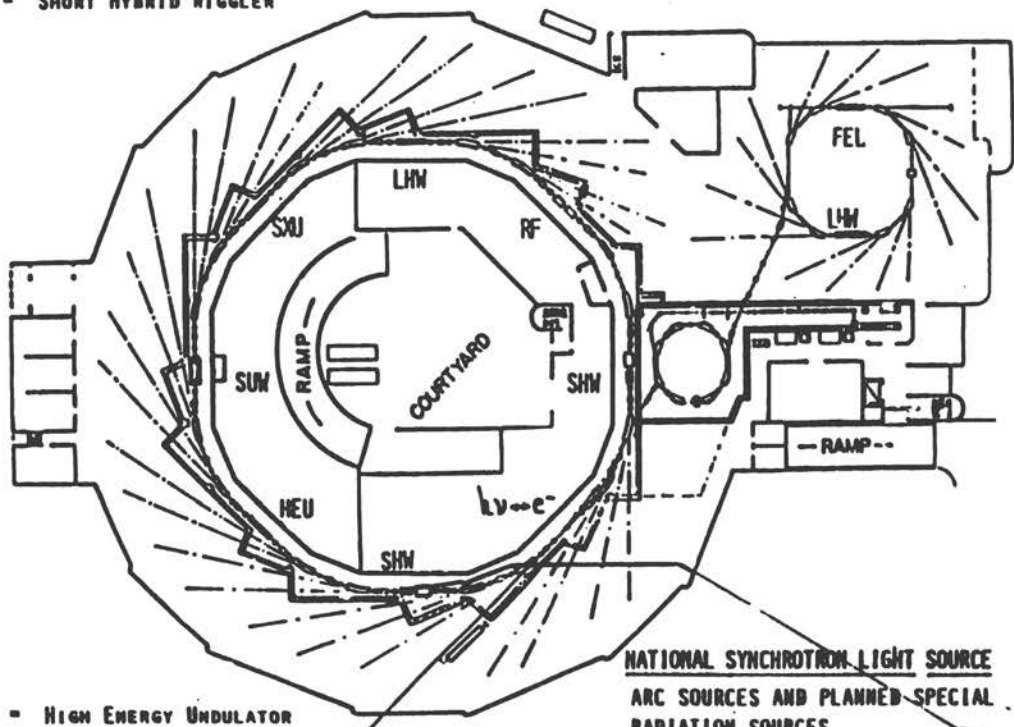 = SHORT HYBRID WIGGLER
FEL
LHW
LHW
SXU
RF
RAMP
COURTYARD
SUW
SHW
RAMP
HEU
hν↔e⁻
SHW
NATIONAL SYNCHROTRON LIGHT SOURCE
ARC SOURCES AND PLANNED SPECIAL
RADIATION SOURCES
= HIGH ENERGY UNDULATOR